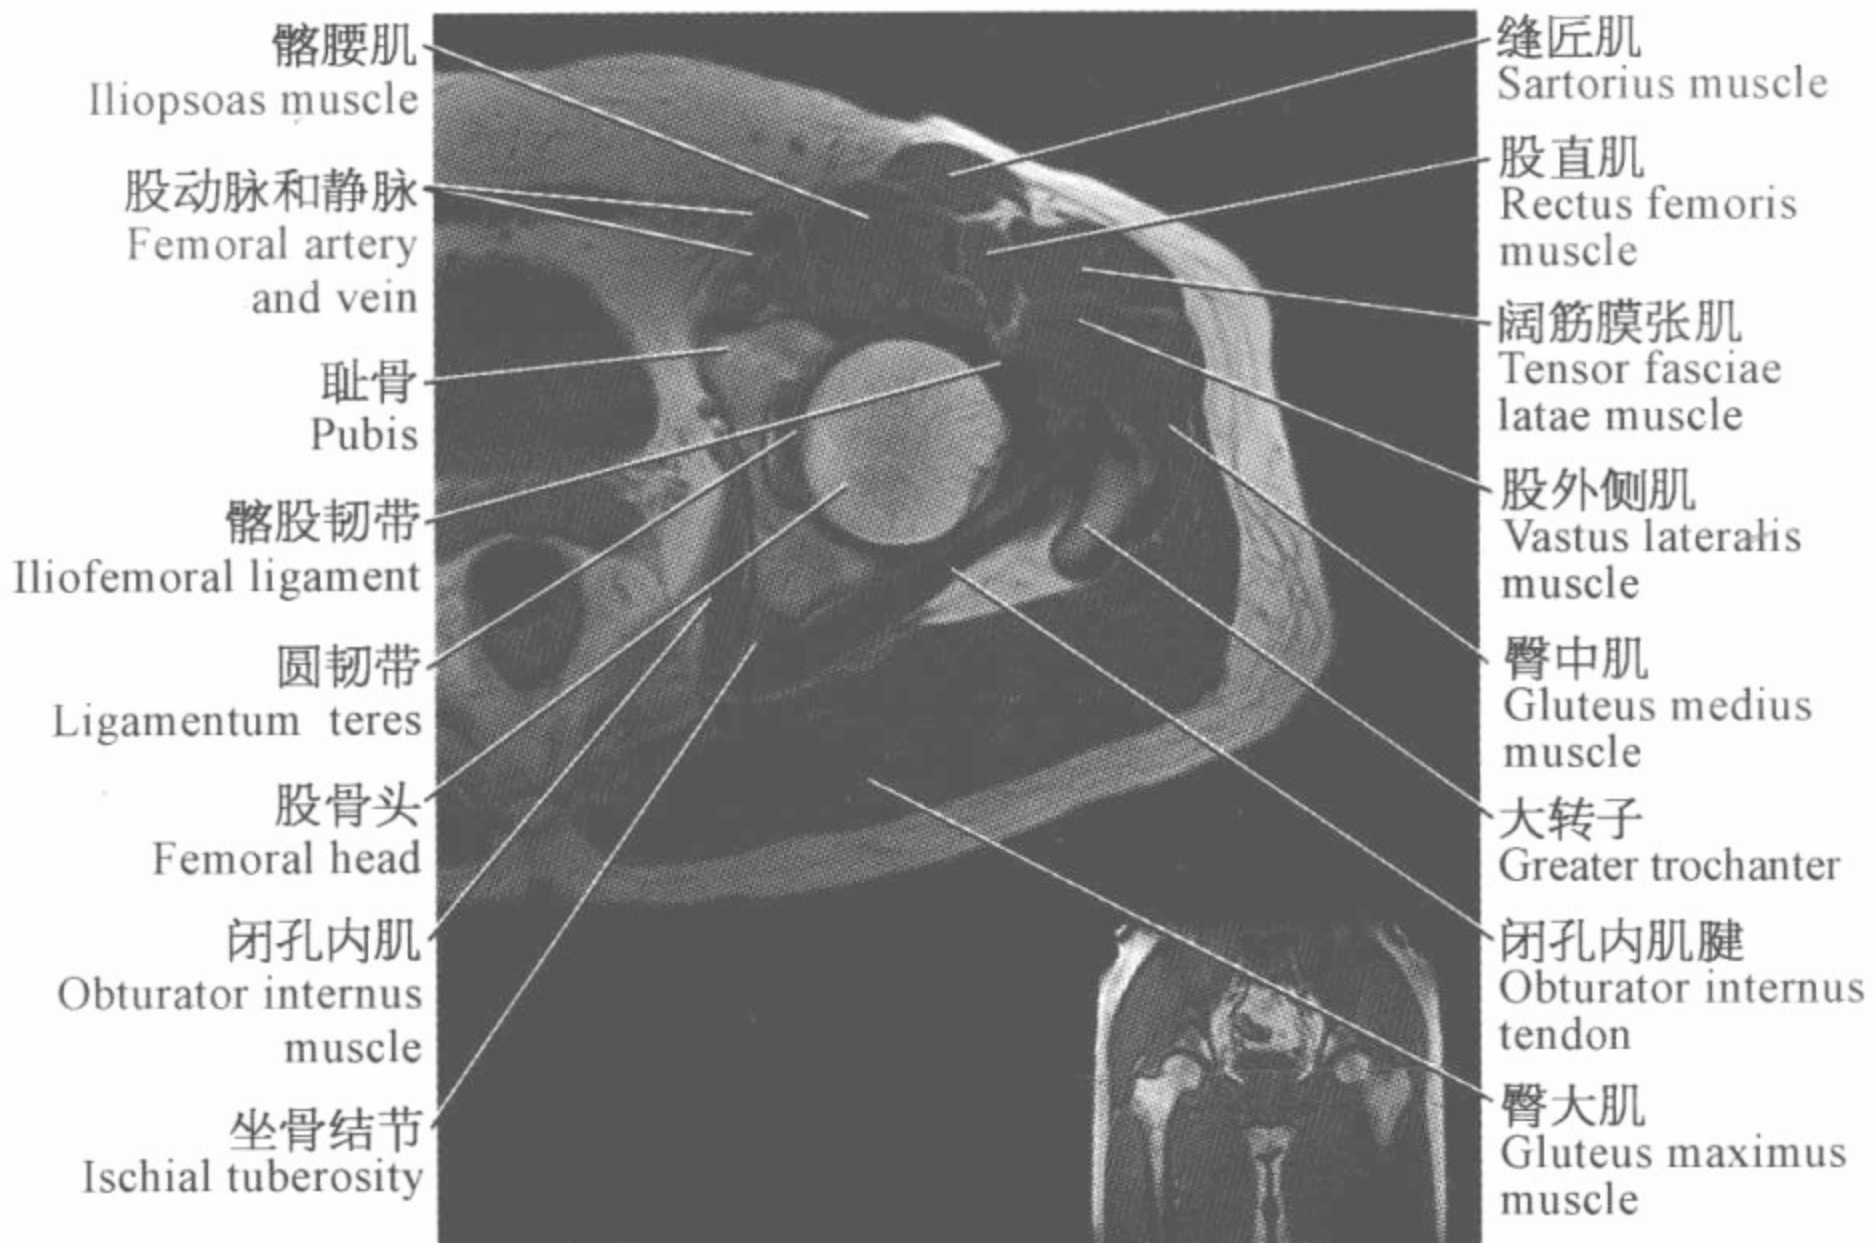 髂腰肌
Iliopsoas muscle
股动脉和静脉
Femoral artery
and vein
耻骨
Pubis
髂股韧带
Iliofemoral ligament
圆韧带
Ligamentum teres
股骨头
Femoral head
闭孔内肌
Obturator internus
muscle
坐骨结节
Ischial tuberosity
缝匠肌
Sartorius muscle
股直肌
Rectus femoris
muscle
阔筋膜张肌
Tensor fasciae
latae muscle
股外侧肌
Vastus lateralis
muscle
臀中肌
Gluteus medius
muscle
大转子
Greater trochanter
闭孔内肌腱
Obturator internus
tendon
臀大肌
Gluteus maximus
muscle